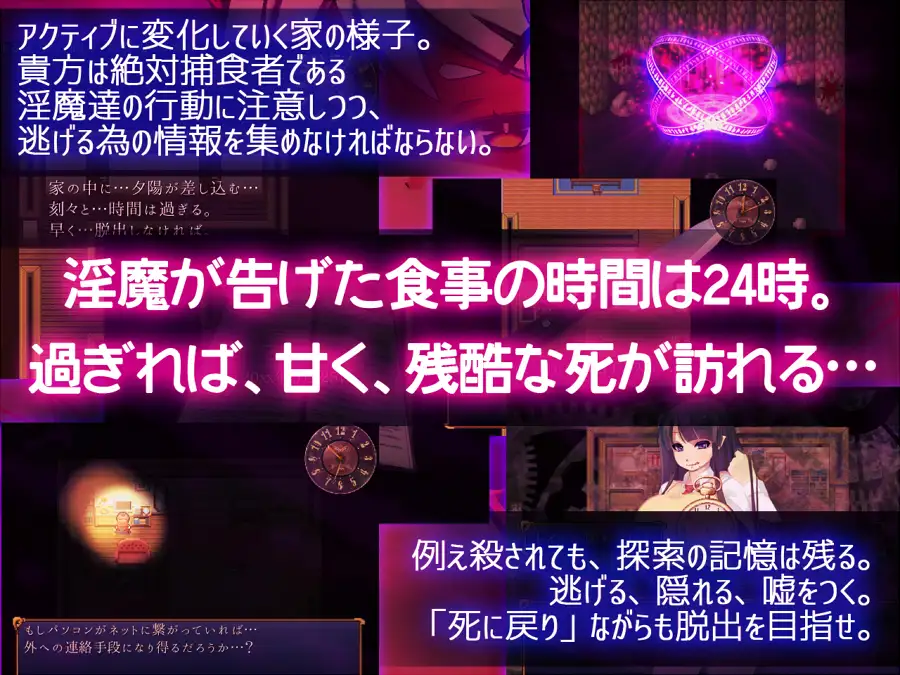 アクティブに変化していく家の様子。
貴方は絶対捕食者である
淫魔達の行動に注意しつつ、
逃げる為の情報を集めなければならない。
家の中に…夕陽が差し込む…
刻々と…時間は過ぎる。
早く…脱出しなければ。
淫魔が告げた食事の時間は24時。
過ぎれば、甘く、残酷な死が訪れる…
例え殺されても、探索の記憶は残る。
逃げる、隠れる、嘘をつく。
「死に戻り」ながらも脱出を目指せ。
もしパソコンがネットに繋がっていれば…
外への連絡手段になり得るだろうか…?